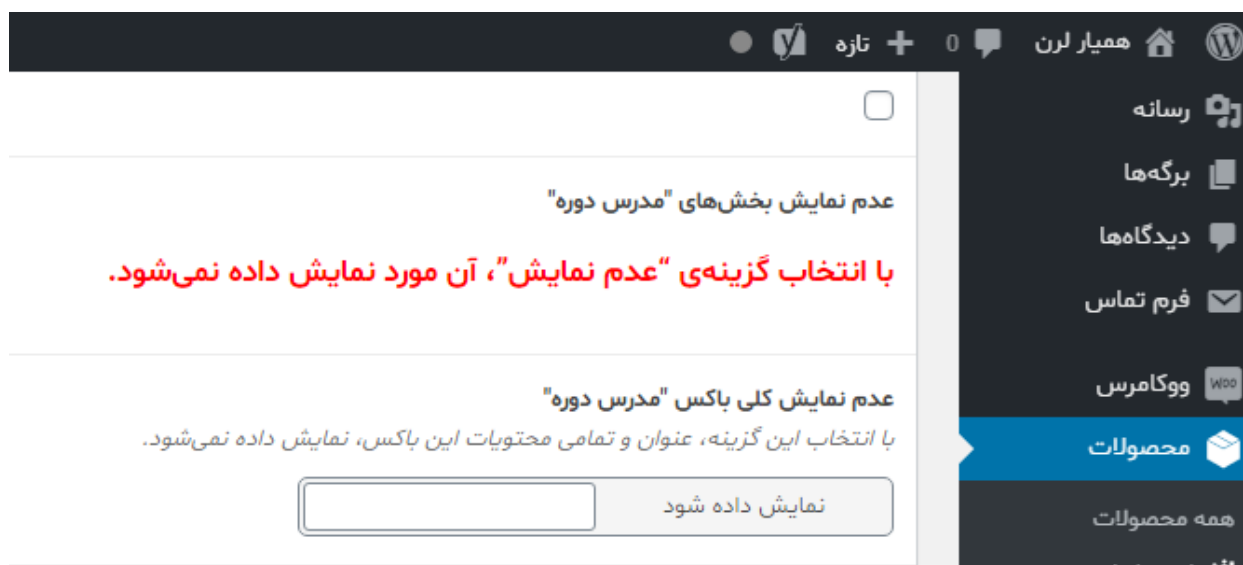 همیار لرن
0
تازه
رسانه
برگه‌ها
دیدگاه‌ها
فرم تماس
ووکامرس
محصولات
همه محصولات
عدم نمایش بخش‌های "مدرس دوره"
با انتخاب گزینه‌ی “عدم نمایش”، آن مورد نمایش داده نمی‌شود.
عدم نمایش کلی باکس "مدرس دوره"
با انتخاب این گزینه، عنوان و تمامی محتویات این باکس، نمایش داده نمی‌شود.
نمایش داده شود